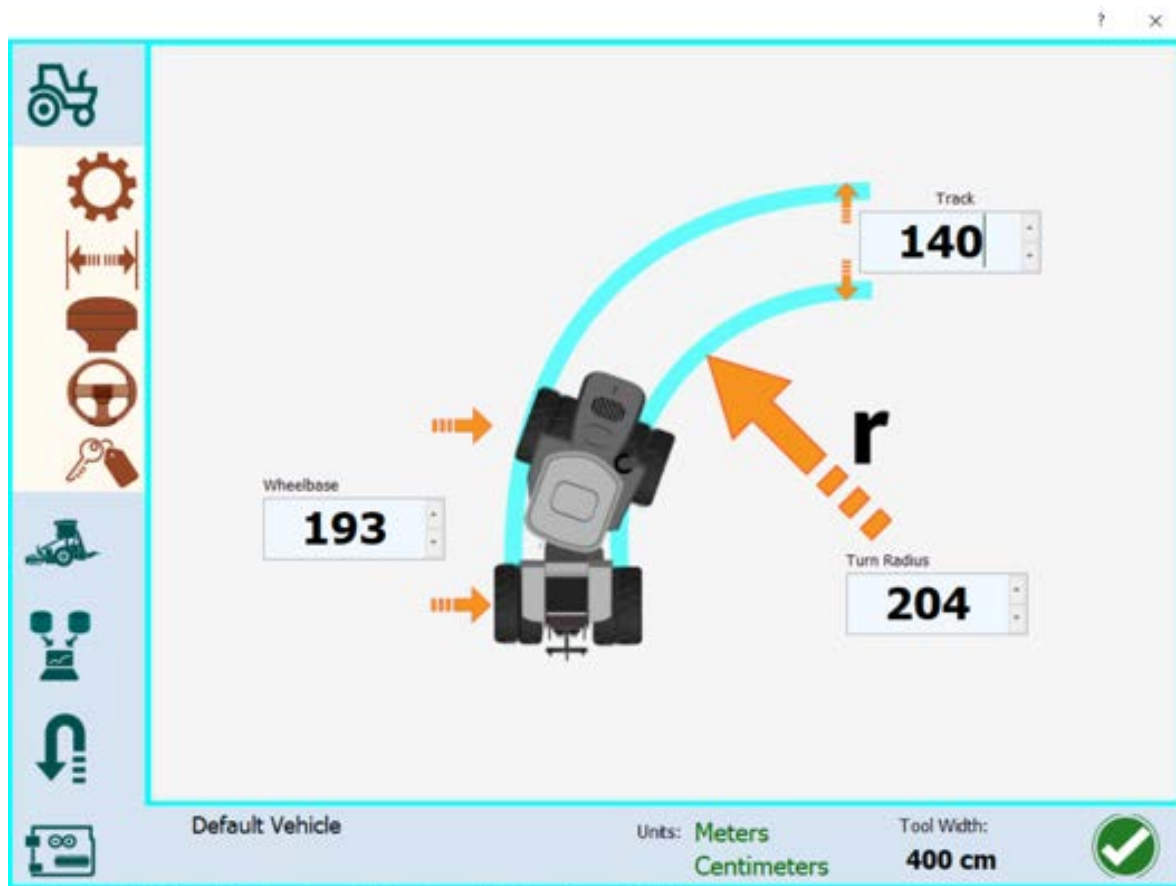 ?
Track
140
r
Wheelbase
193
Turn Radius
204
Default Vehicle
Units: Meters
Centimeters
Tool Width:
400 cm